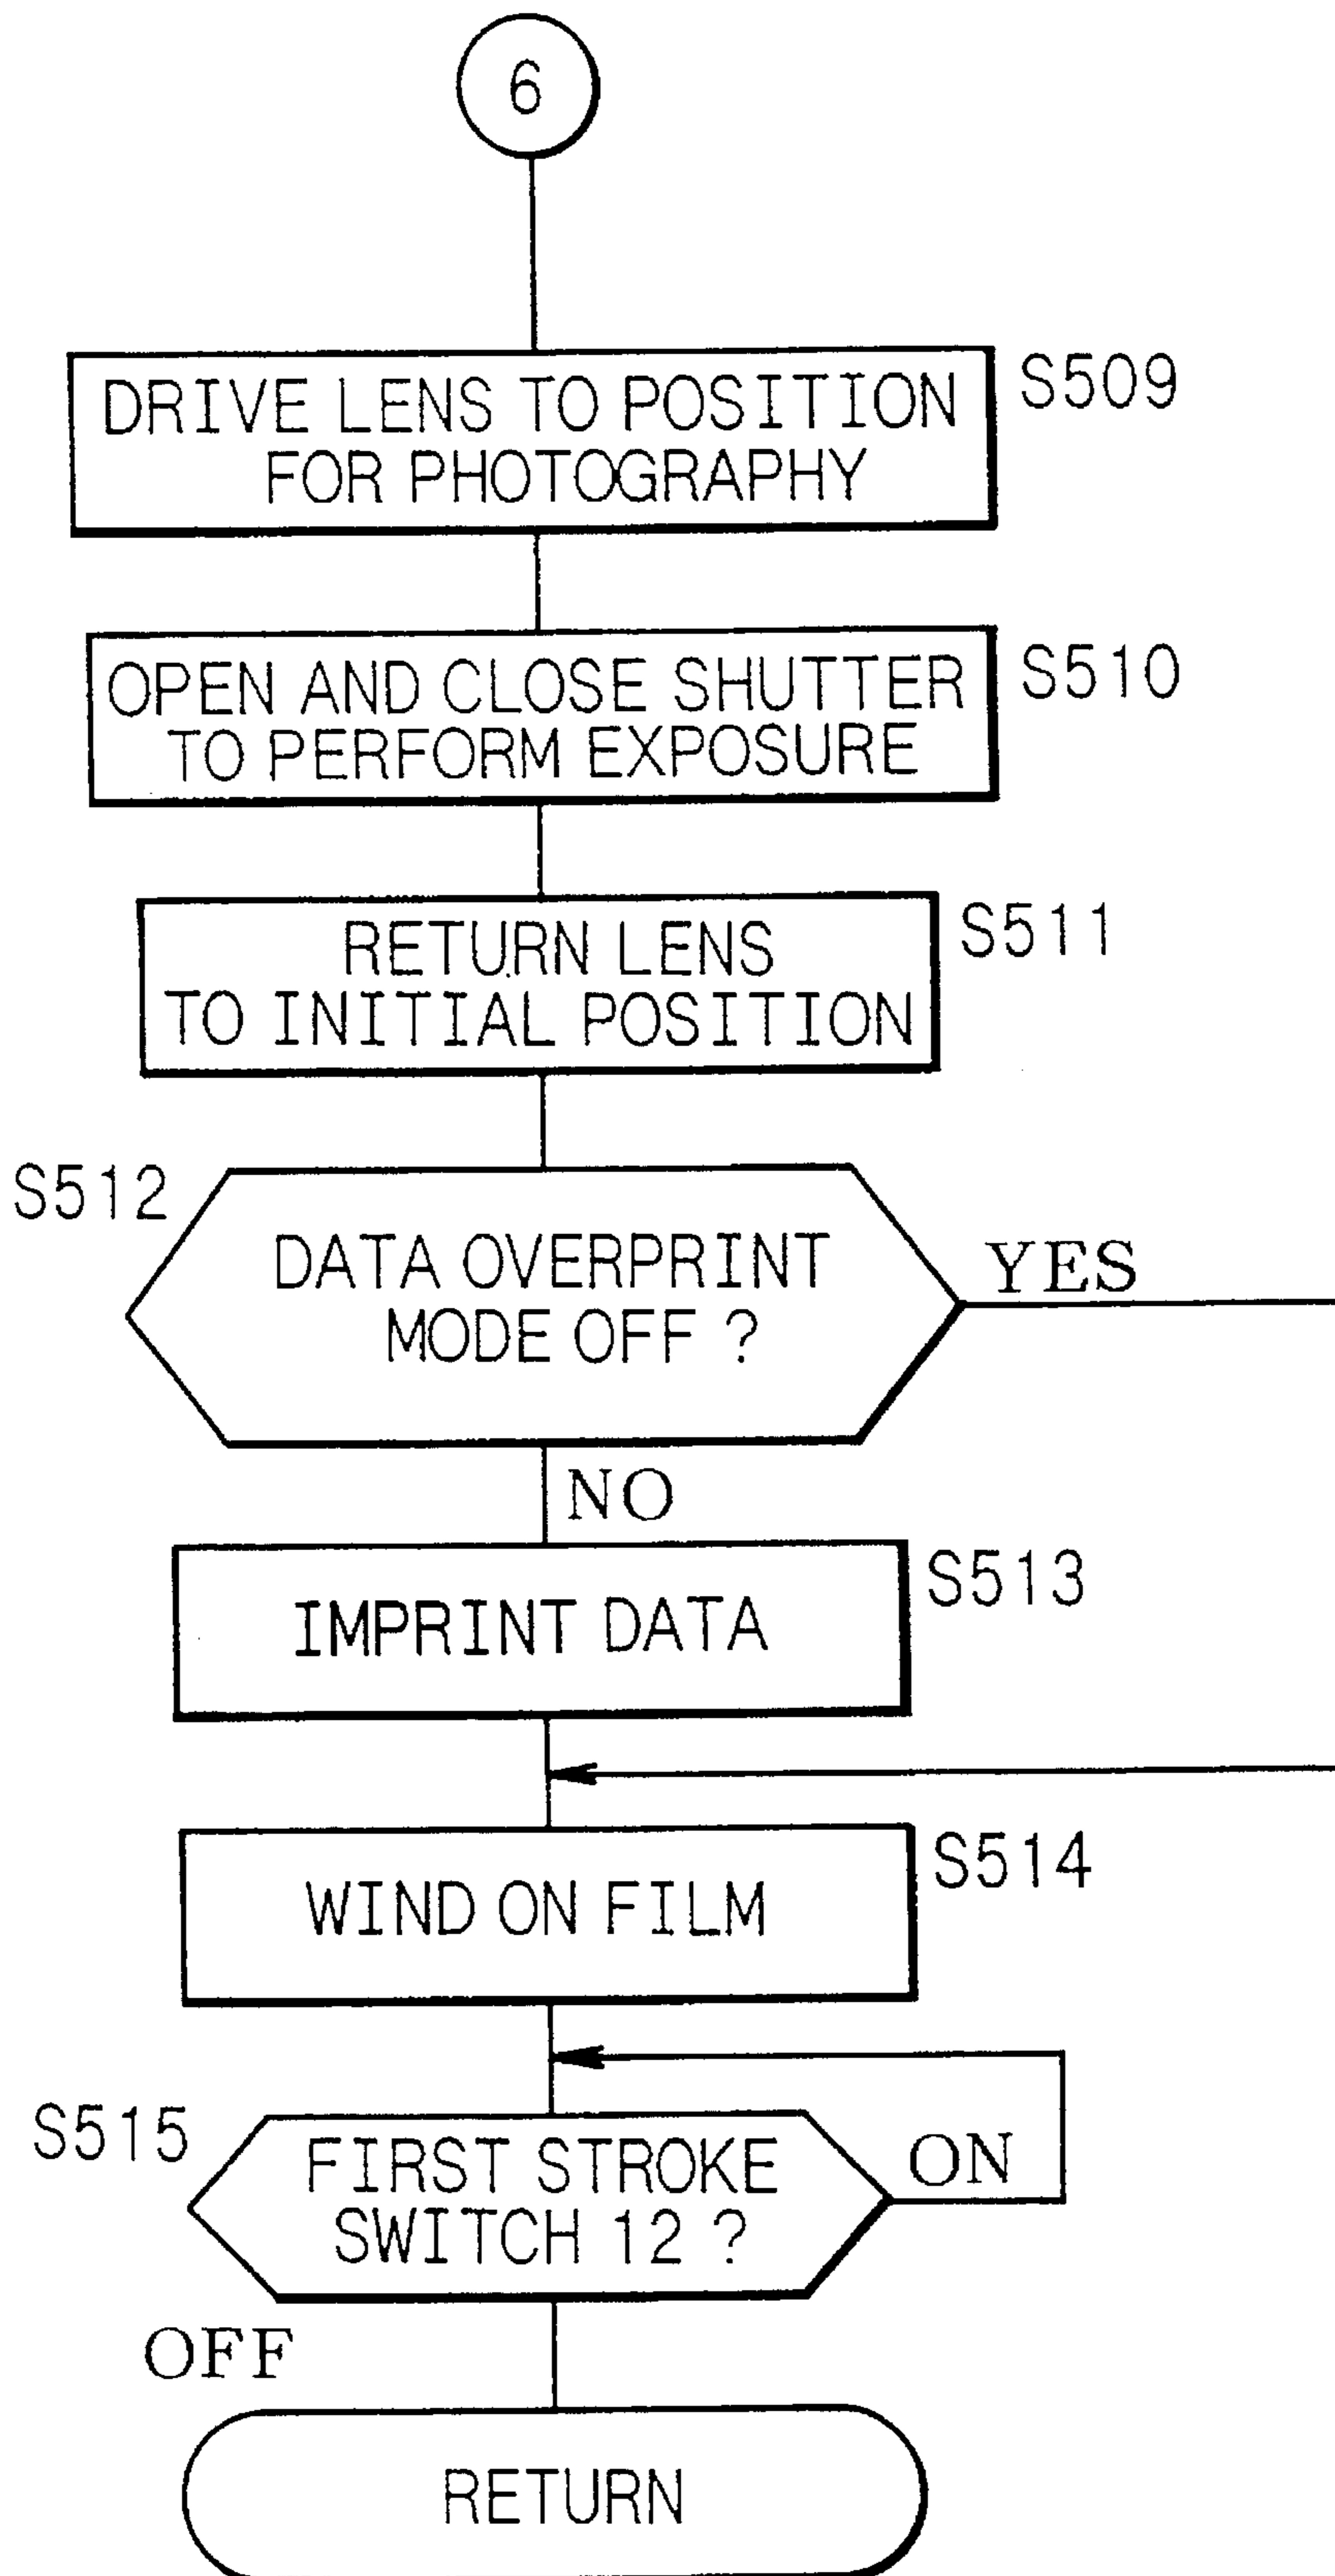 6
DRIVE LENS TO POSITION
FOR PHOTOGRAPHY
S509
OPEN AND CLOSE SHUTTER
TO PERFORM EXPOSURE
S510
RETURN LENS
TO INITIAL POSITION
S511
S512
DATA OVERPRINT
MODE OFF ?
YES
NO
IMPRINT DATA
S513
WIND ON FILM
S514
S515
FIRST STROKE
SWITCH 12 ?
ON
OFF
RETURN